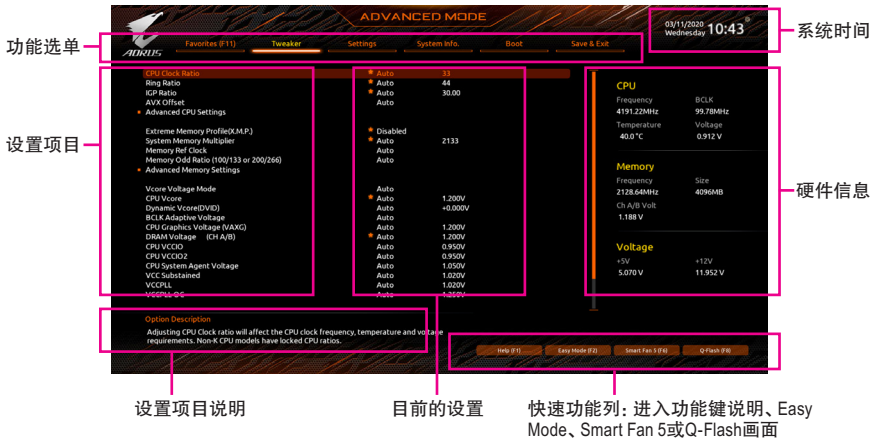 ADVANCED MODE
03/11/2020
Wednesday 10:43
系统时间
AORUS
功能选单
Favorites (F11) Tweaker Settings System Info. Boot Save & Exit
设置项目
CPU Clock Ratio Auto 33
Ring Ratio Auto 44
IGP Ratio Auto 30.00
AVX Offset Auto
Advanced CPU Settings
Extreme Memory Profile(X.M.P.) Disabled
System Memory Multiplier Auto 2133
Memory Ref Clock Auto
Memory Odd Ratio (100/133 or 200/266) Auto
Advanced Memory Settings
Vcore Voltage Mode Auto
CPU Vcore Auto 1.200V
Dynamic Vcore(DVID) Auto +0.000V
BCLK Adaptive Voltage Auto
CPU Graphics Voltage (VAXG) Auto 1.200V
DRAM Voltage (CH A/B) Auto 1.200V
CPU VCCIO Auto 0.950V
CPU VCCIO2 Auto 0.950V
CPU System Agent Voltage Auto 1.050V
VCC Substained Auto 1.020V
VCCPLL Auto 1.020V
VCCPLL OC Auto 1.250V
CPU
Frequency BCLK
4191.22MHz 99.78MHz
Temperature Voltage
40.0 °C 0.912 V
Memory
Frequency Size
2128.64MHz 4096MB
Ch A/B Volt
1.188 V
Voltage
+5V +12V
5.070 V 11.952 V
硬件信息
Option Description
Adjusting CPU Clock ratio will affect the CPU clock frequency, temperature and voltage
requirements. Non-K CPU models have locked CPU ratios.
Help (F1) Easy Mode (F2) Smart Fan 5 (F6) Q-Flash (F8)
设置项目说明
目前的设置
快速功能列：进入功能键说明、Easy
Mode、Smart Fan 5或Q-Flash画面